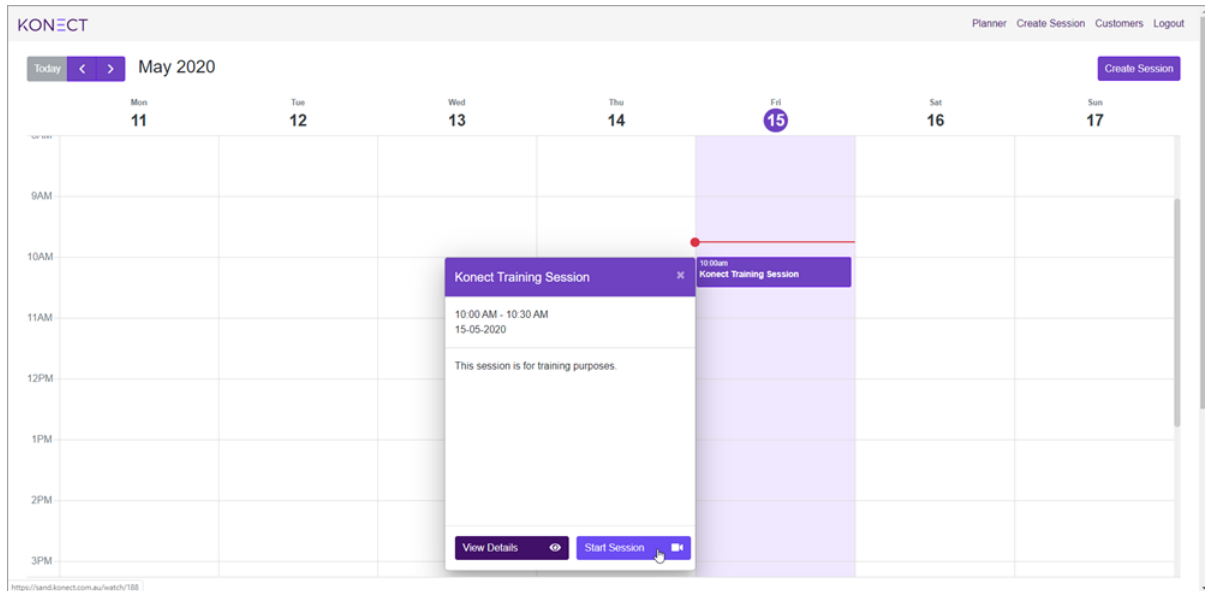 KONECT
Planner Create Session Customers Logout
Today < > May 2020
Create Session
Mon Tue Wed Thu Fri Sat Sun
11 12 13 14 15 16 17
9AM
10AM
11AM
12PM
1PM
2PM
3PM
10:00am
Konect Training Session
Konect Training Session
10:00 AM - 10:30 AM
15-05-2020
This session is for training purposes.
View Details
Start Session
https://sand.konect.com.au/watch/188